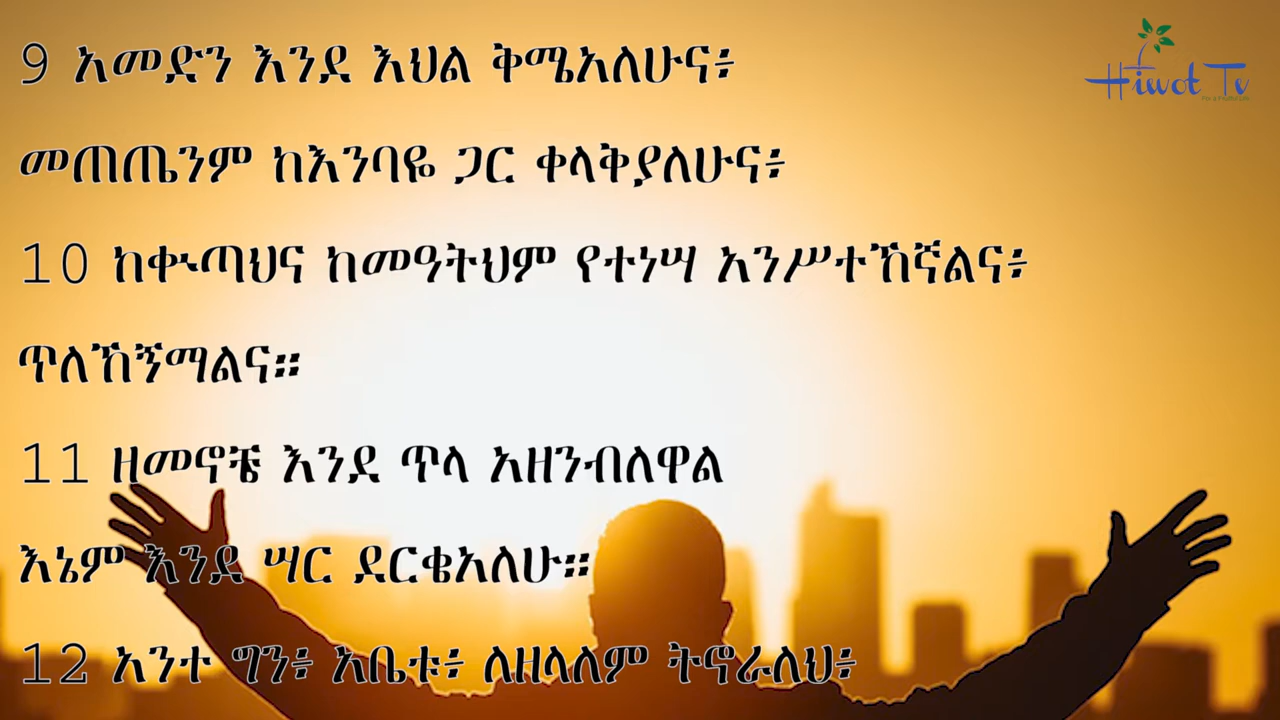 9 አመድን እንደ እህል ቅሜአለሁና፥
መጠጤንም ከእንባዬ ጋር ቀላቅያለሁና፥
10 ከቍጣህና ከመዓትህም የተነሣ አንሥተኸኛልና፥
ጥለኸኝማልና።
11 ዘመኖቼ እንደ ጥላ አዘንብለዋል
እኔም እንደ ሣር ደርቄአለሁ።
12 አንተ ግን፥ አቤቱ፥ ለዘላለም ትኖራለህ፥
Hiwot Tv